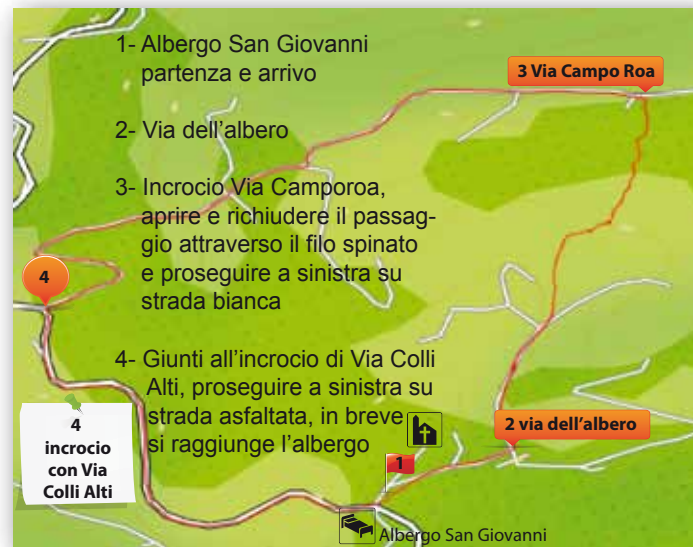 1- Albergo San Giovanni
partenza e arrivo
2- Via dell'albero
3- Incrocio Via Camporoa,
aprire e richiudere il passag-
gio attraverso il filo spinato
e proseguire a sinistra su
strada bianca
4- Giunti all'incrocio di Via Colli
Alti, proseguire a sinistra su
strada asfaltata, in breve
si raggiunge l'albergo
3 Via Campo Roa
4
4
incrocio
con Via
Colli Alti
2 via dell'albero
1
Albergo San Giovanni